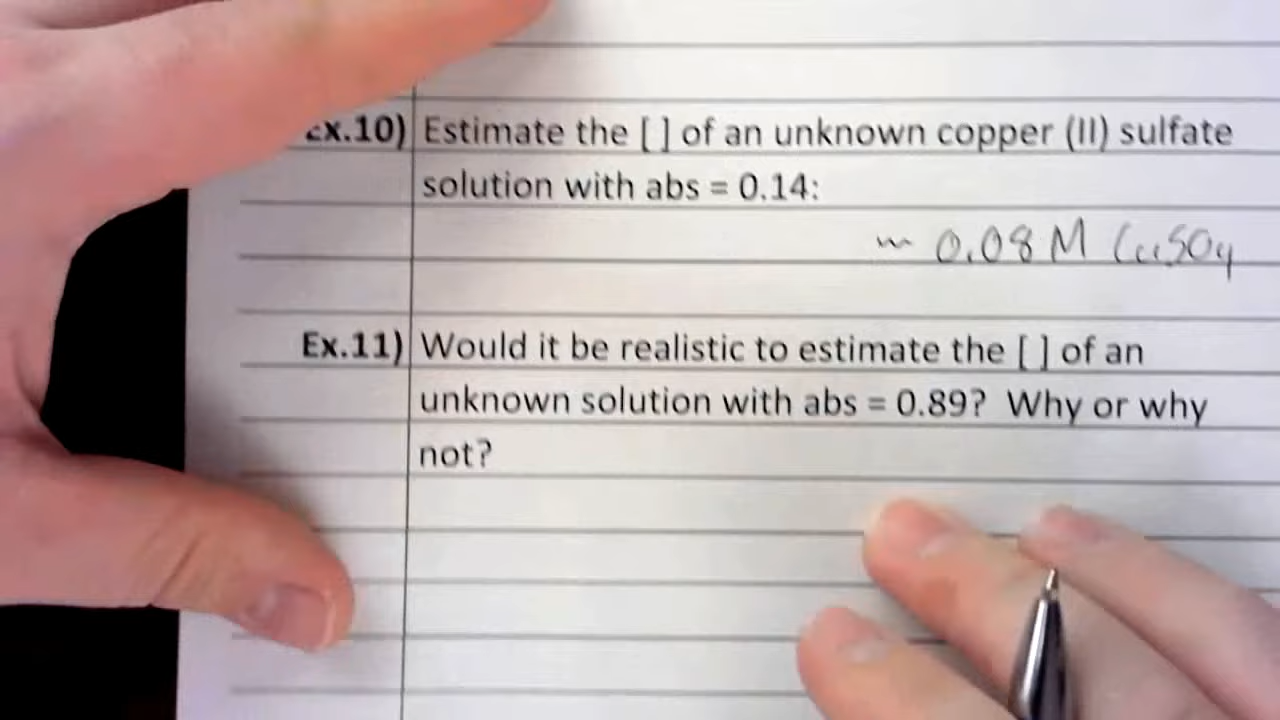 Ex.10) Estimate the [ ] of an unknown copper (II) sulfate
solution with abs = 0.14:
~ 0.08 M CuSO4
Ex.11) Would it be realistic to estimate the [ ] of an
unknown solution with abs = 0.89? Why or why
not?